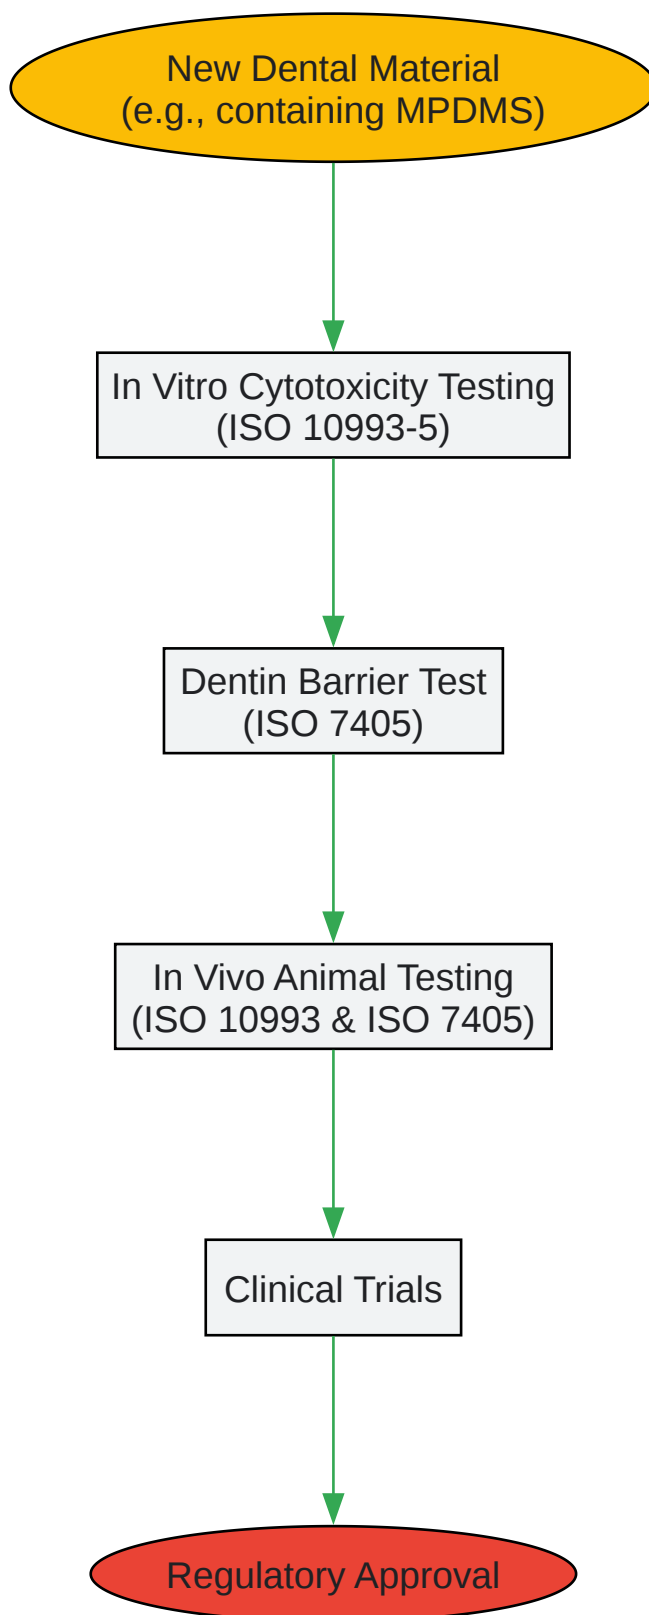 New Dental Material
(e.g., containing MPDMS)
In Vitro Cytotoxicity Testing
(ISO 10993-5)
Dentin Barrier Test
(ISO 7405)
In Vivo Animal Testing
(ISO 10993 & ISO 7405)
Clinical Trials
Regulatory Approval